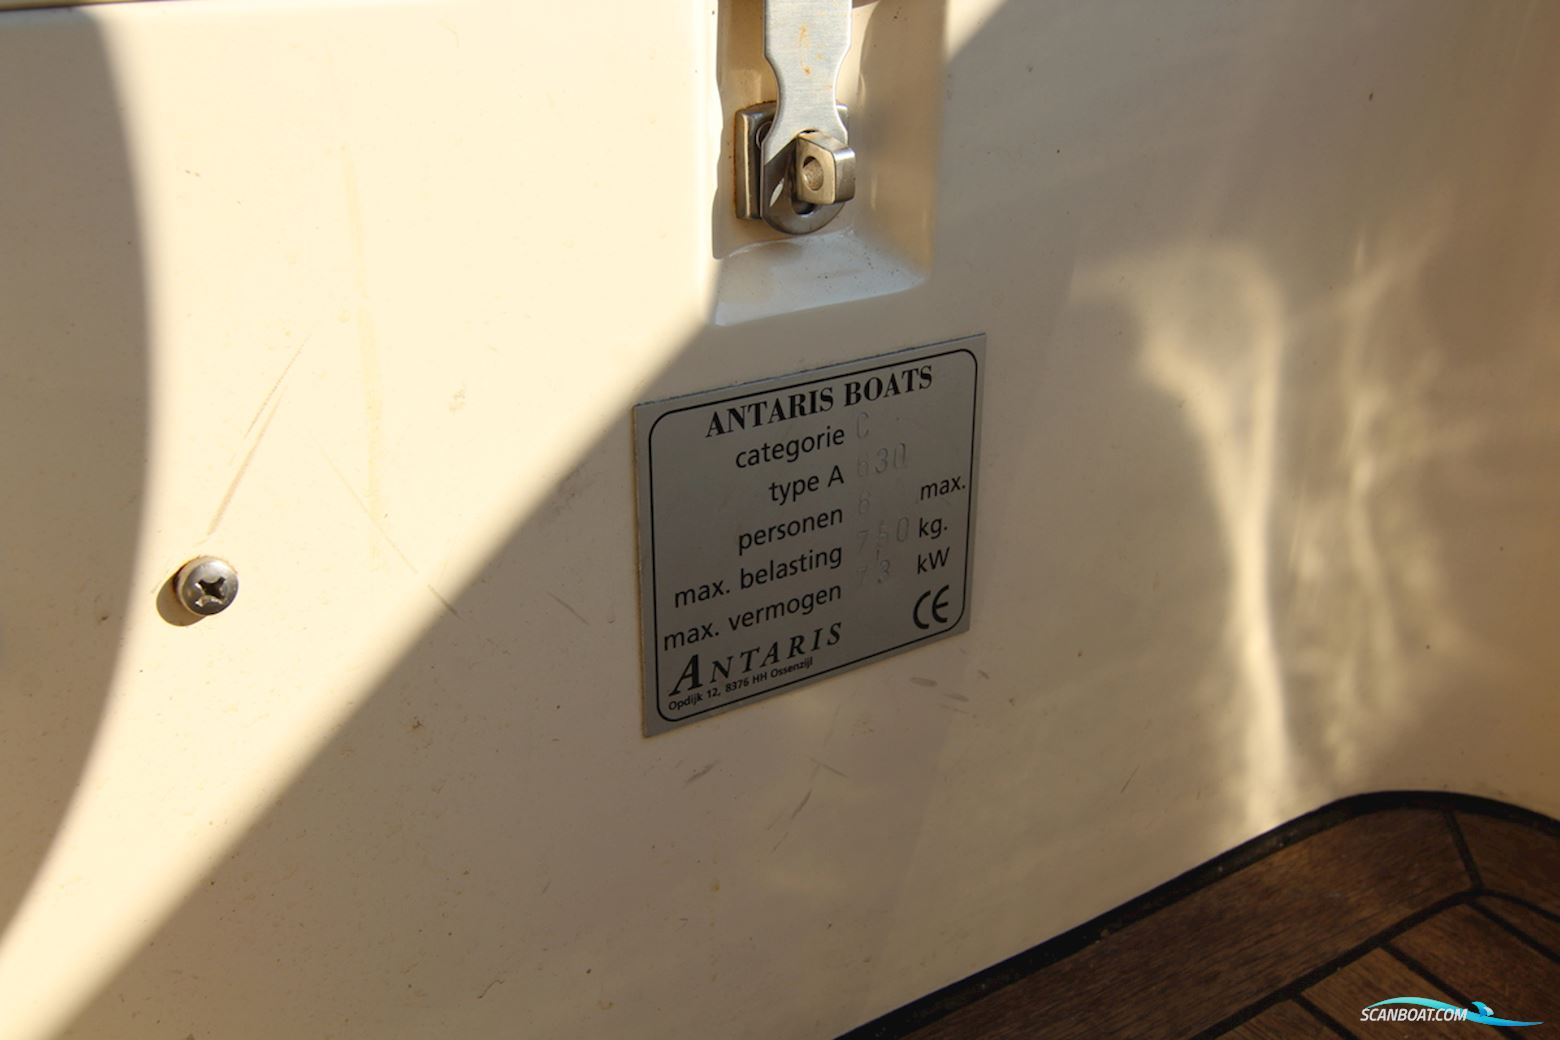 ANTARIS BOATS
categorie C
type A 630
personen 6 max.
max. belasting 750 kg.
max. vermogen 73 kW
ANTARIS CE
Opdijk 12, 8376 HH Ossenzijl
SCANBOAT.COM